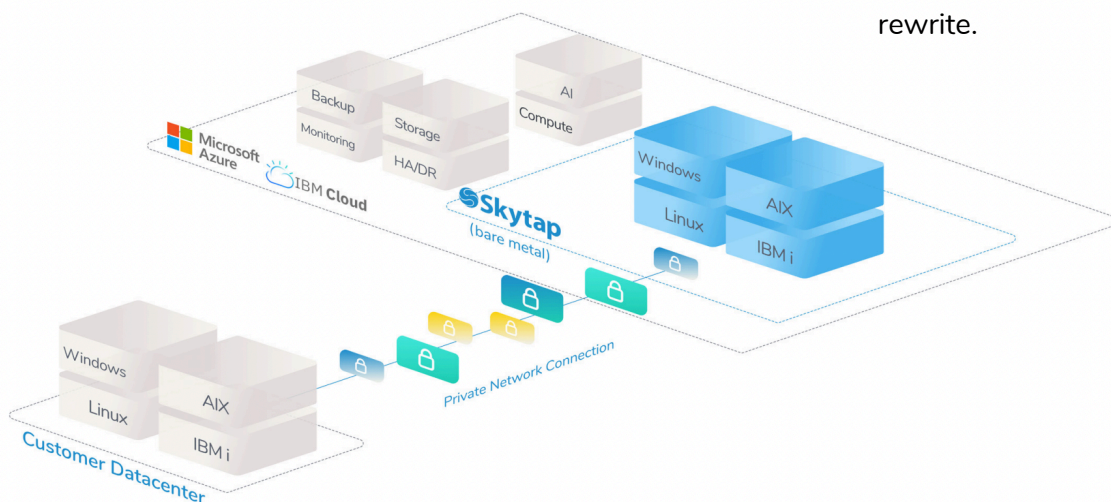 rewrite.
AI
Compute
Backup
Monitoring
Storage
HA/DR
Microsoft
Azure
IBM Cloud
Skytap
(bare metal)
Windows
Linux
AIX
IBM i
Private Network Connection
Windows
Linux
AIX
IBM i
Customer Datacenter